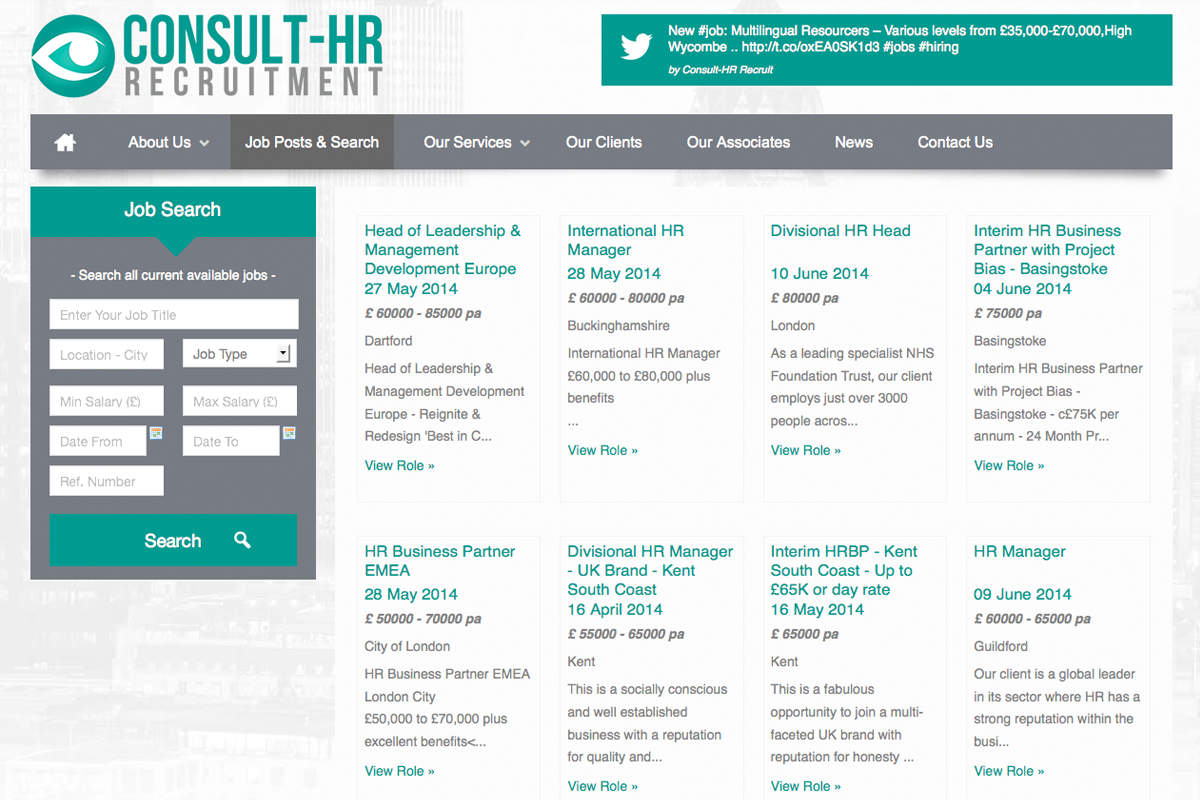 CONSULT-HR
RECRUITMENT
New #job: Multilingual Resourcers – Various levels from £35,000-£70,000,High
Wycombe .. http://t.co/oxEA0SK1d3 #jobs #hiring
by Consult-HR Recruit
About Us
Job Posts & Search
Our Services
Our Clients
Our Associates
News
Contact Us
Job Search
- Search all current available jobs -
Enter Your Job Title
Location - City
Job Type
Min Salary (£)
Max Salary (£)
Date From
Date To
Ref. Number
Search
Head of Leadership &
Management
Development Europe
27 May 2014
£ 60000 - 85000 pa
Dartford
Head of Leadership &
Management Development
Europe - Reignite &
Redesign 'Best in C...
View Role »
International HR
Manager
28 May 2014
£ 60000 - 80000 pa
Buckinghamshire
International HR Manager
£60,000 to £80,000 plus
benefits
...
View Role »
Divisional HR Head
10 June 2014
£ 80000 pa
London
As a leading specialist NHS
Foundation Trust, our client
employs just over 3000
people acros...
View Role »
Interim HR Business
Partner with Project
Bias - Basingstoke
04 June 2014
£ 75000 pa
Basingstoke
Interim HR Business Partner
with Project Bias -
Basingstoke - c£75K per
annum - 24 Month Pr...
View Role »
HR Business Partner
EMEA
28 May 2014
£ 50000 - 70000 pa
City of London
HR Business Partner EMEA
London City
£50,000 to £70,000 plus
excellent benefits<...
View Role »
Divisional HR Manager
- UK Brand - Kent
South Coast
16 April 2014
£ 55000 - 65000 pa
Kent
This is a socially conscious
and well established
business with a reputation
for quality and...
View Role »
Interim HRBP - Kent
South Coast - Up to
£65K or day rate
16 May 2014
£ 65000 pa
Kent
This is a fabulous
opportunity to join a multi-
faceted UK brand with
reputation for honesty ...
View Role »
HR Manager
09 June 2014
£ 60000 - 65000 pa
Guildford
Our client is a global leader
in its sector where HR has a
strong reputation within the
busi...
View Role »